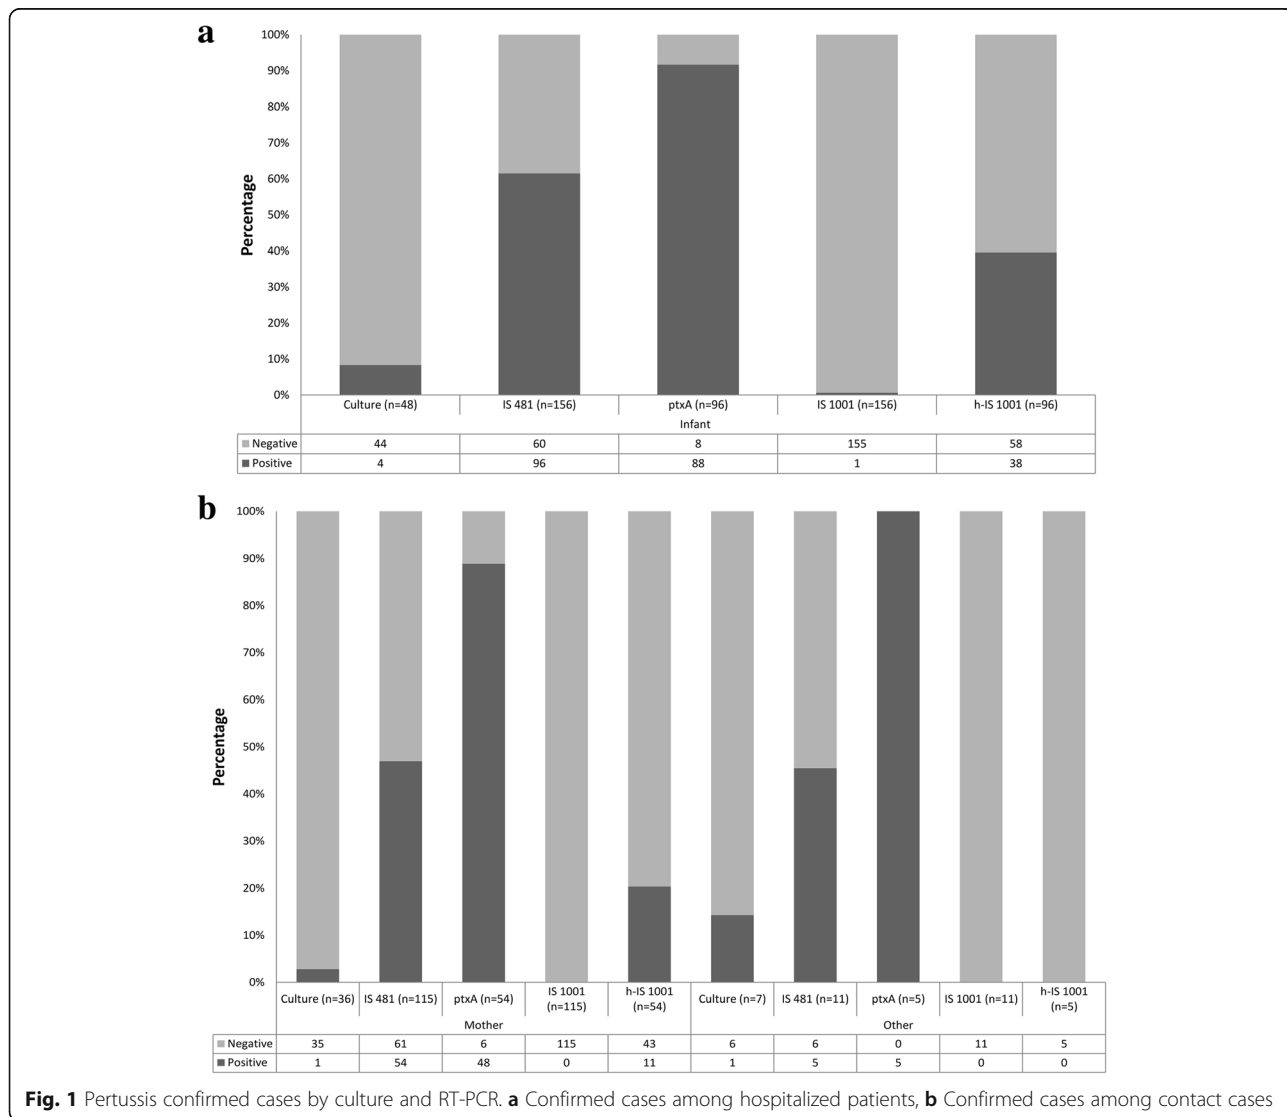 a
100%
90%
80%
70%
60%
50%
40%
30%
20%
10%
0%
Percentage
Culture (n=48) IS 481 (n=156) ptxA (n=96) IS 1001 (n=156) h-IS 1001 (n=96)
Infant
Negative 44 60 8 155 58
Positive 4 96 88 1 38
b
100%
90%
80%
70%
60%
50%
40%
30%
20%
10%
0%
Percentage
Culture (n=36) IS 481 (n=115) ptxA (n=54) IS 1001 (n=115) h-IS 1001 (n=54) Culture (n=7) IS 481 (n=11) ptxA (n=5) IS 1001 (n=11) h-IS 1001 (n=5)
Mother Other
Negative 35 61 6 115 43 6 6 0 11 5
Positive 1 54 48 0 11 1 5 5 0 0
Fig. 1 Pertussis confirmed cases by culture and RT-PCR. a Confirmed cases among hospitalized patients, b Confirmed cases among contact cases